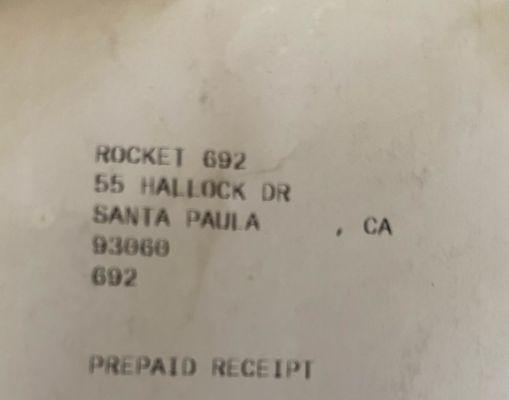 ROCKET 692
55 HALLOCK DR
SANTA PAULA , CA
93060
692
PREPAID RECEIPT